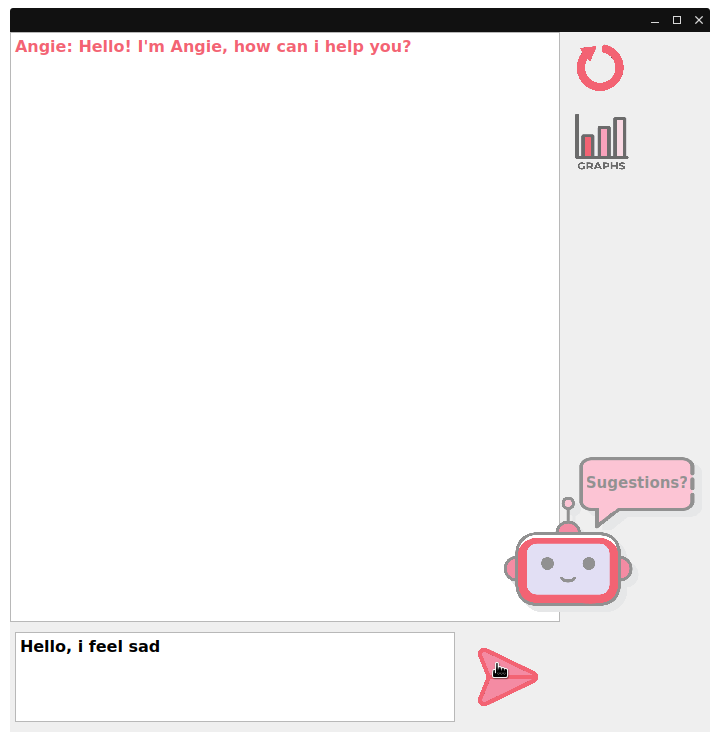 Angie: Hello! I'm Angie, how can i help you?
GRAPHS
Sugestions?
Hello, i feel sad